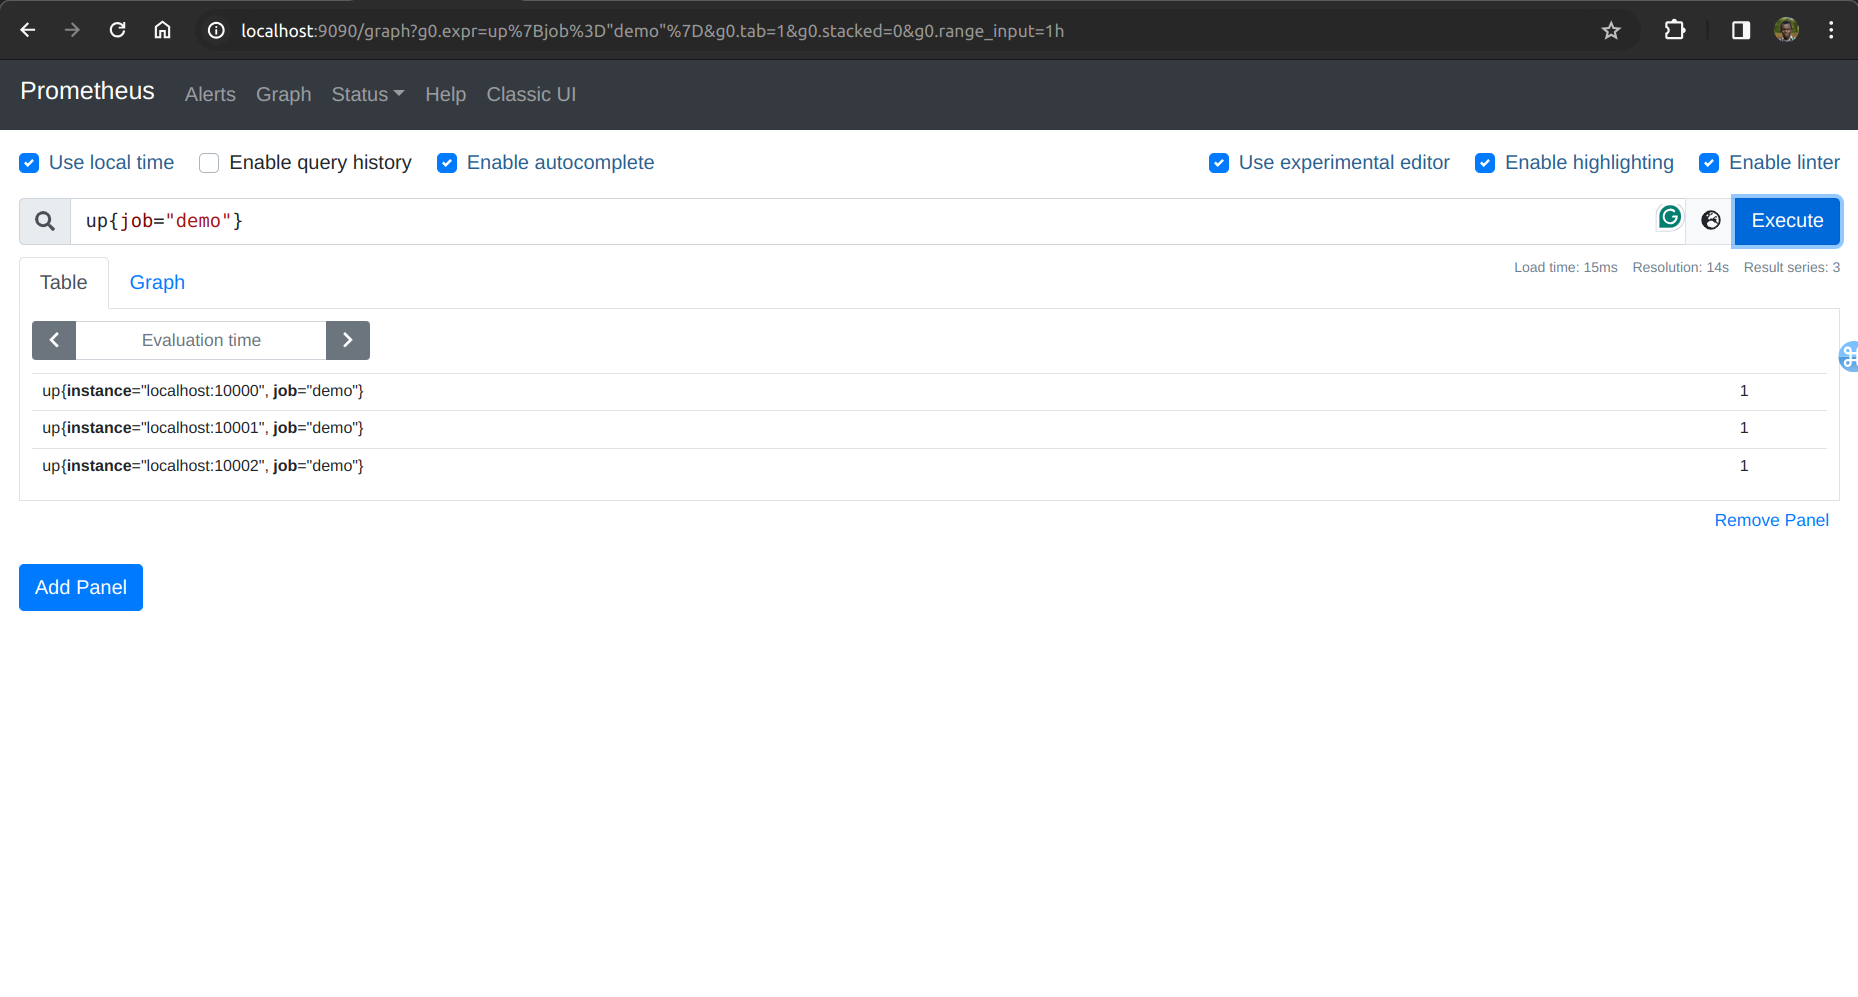 localhost:9090/graph?g0.expr=up%7Bjob%3D"demo"%7D&g0.tab=1&g0.stacked=0&g0.range_input=1h
Prometheus Alerts Graph Status Help Classic UI
Use local time Enable query history Enable autocomplete Use experimental editor Enable highlighting Enable linter
up{job="demo"} Execute
Table Graph Load time: 15ms Resolution: 14s Result series: 3
Evaluation time
up{instance="localhost:10000", job="demo"} 1
up{instance="localhost:10001", job="demo"} 1
up{instance="localhost:10002", job="demo"} 1
Remove Panel
Add Panel